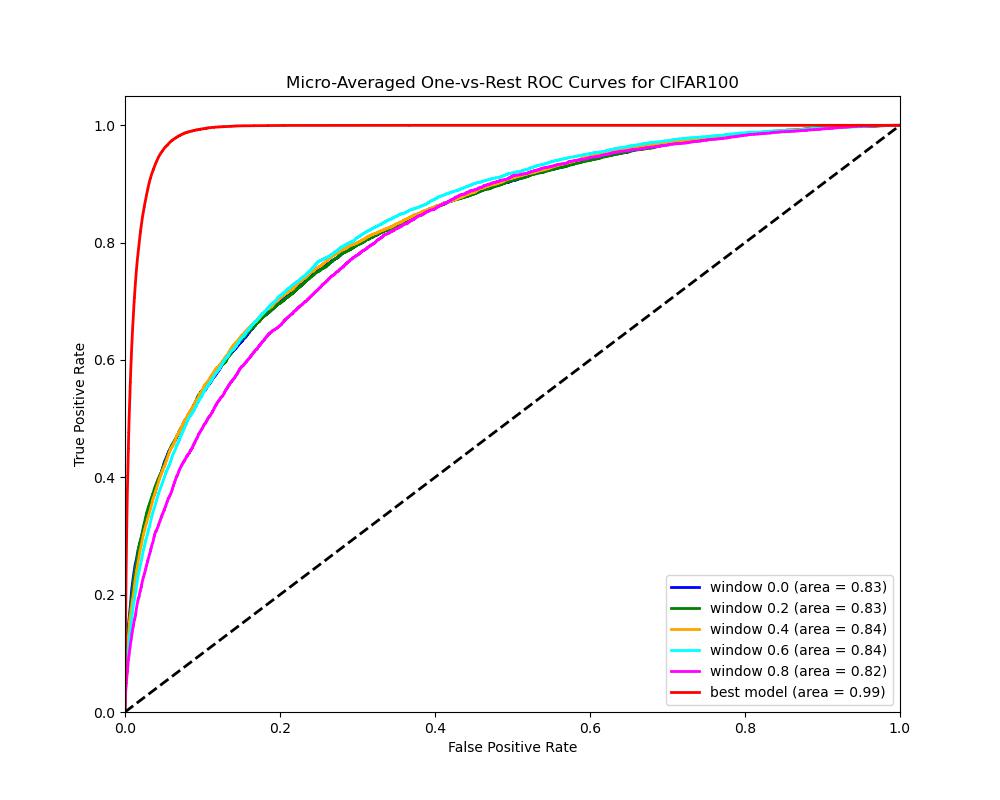 Micro-Averaged One-vs-Rest ROC Curves for CIFAR100
True Positive Rate
1.0
0.8
0.6
0.4
0.2
0.0
window 0.0 (area = 0.83)
window 0.2 (area = 0.83)
window 0.4 (area = 0.84)
window 0.6 (area = 0.84)
window 0.8 (area = 0.82)
best model (area = 0.99)
0.0 0.2 0.4 0.6 0.8 1.0
False Positive Rate